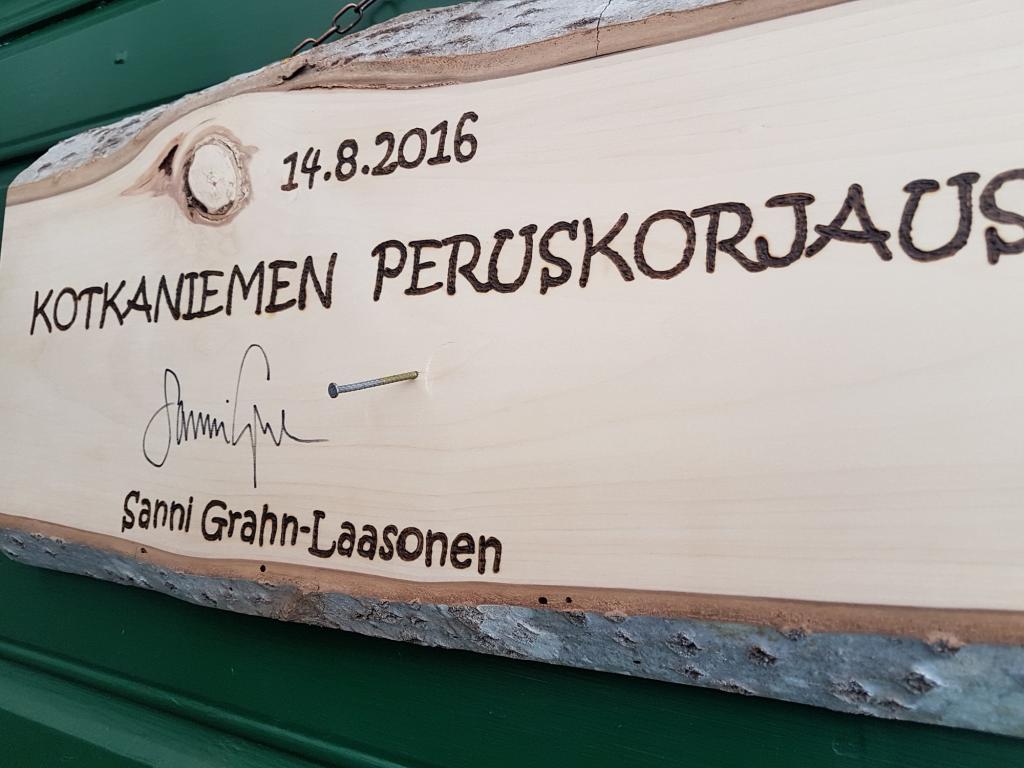 14.8.2016
KOTKANIEMEN PERUSKORJAUS
Sanni Grahn-Laasonen